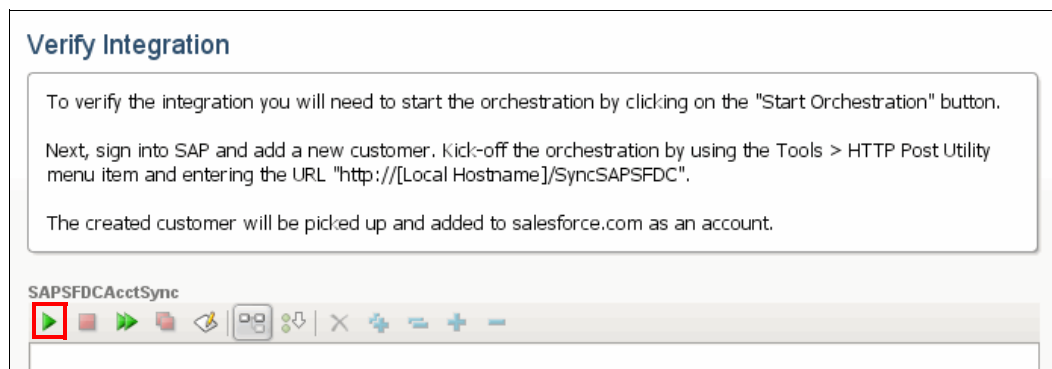 Verify Integration
To verify the integration you will need to start the orchestration by clicking on the "Start Orchestration" button.
Next, sign into SAP and add a new customer. Kick-off the orchestration by using the Tools > HTTP Post Utility
menu item and entering the URL "http://[Local Hostname]/SyncSAPSFDC".
The created customer will be picked up and added to salesforce.com as an account.
SAPSFDCAcctSync